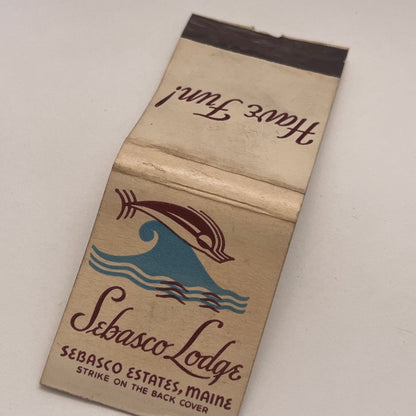 Have Fun!
Sebasco Lodge
SEBASCO ESTATES, MAINE
STRIKE ON THE BACK COVER